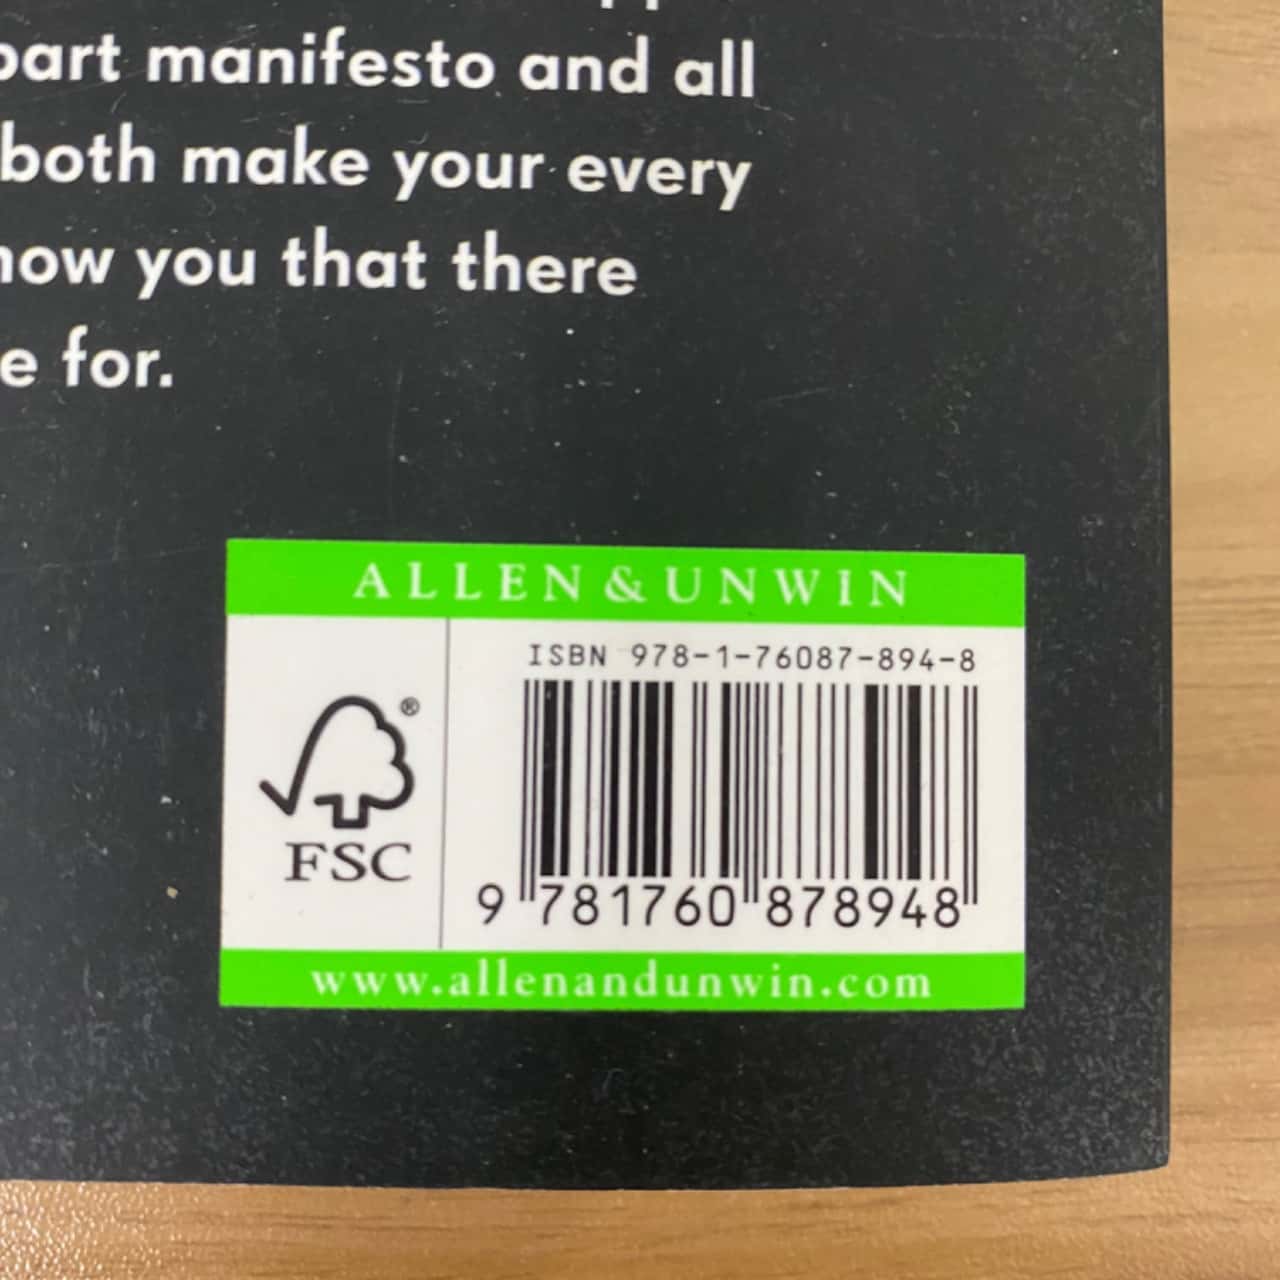 part manifesto and all
both make your every
now you that there
e for.
ALLEN & UNWIN
ISBN 978-1-76087-894-8
®
FSC
9 781760 878948
www.allenandunwin.com